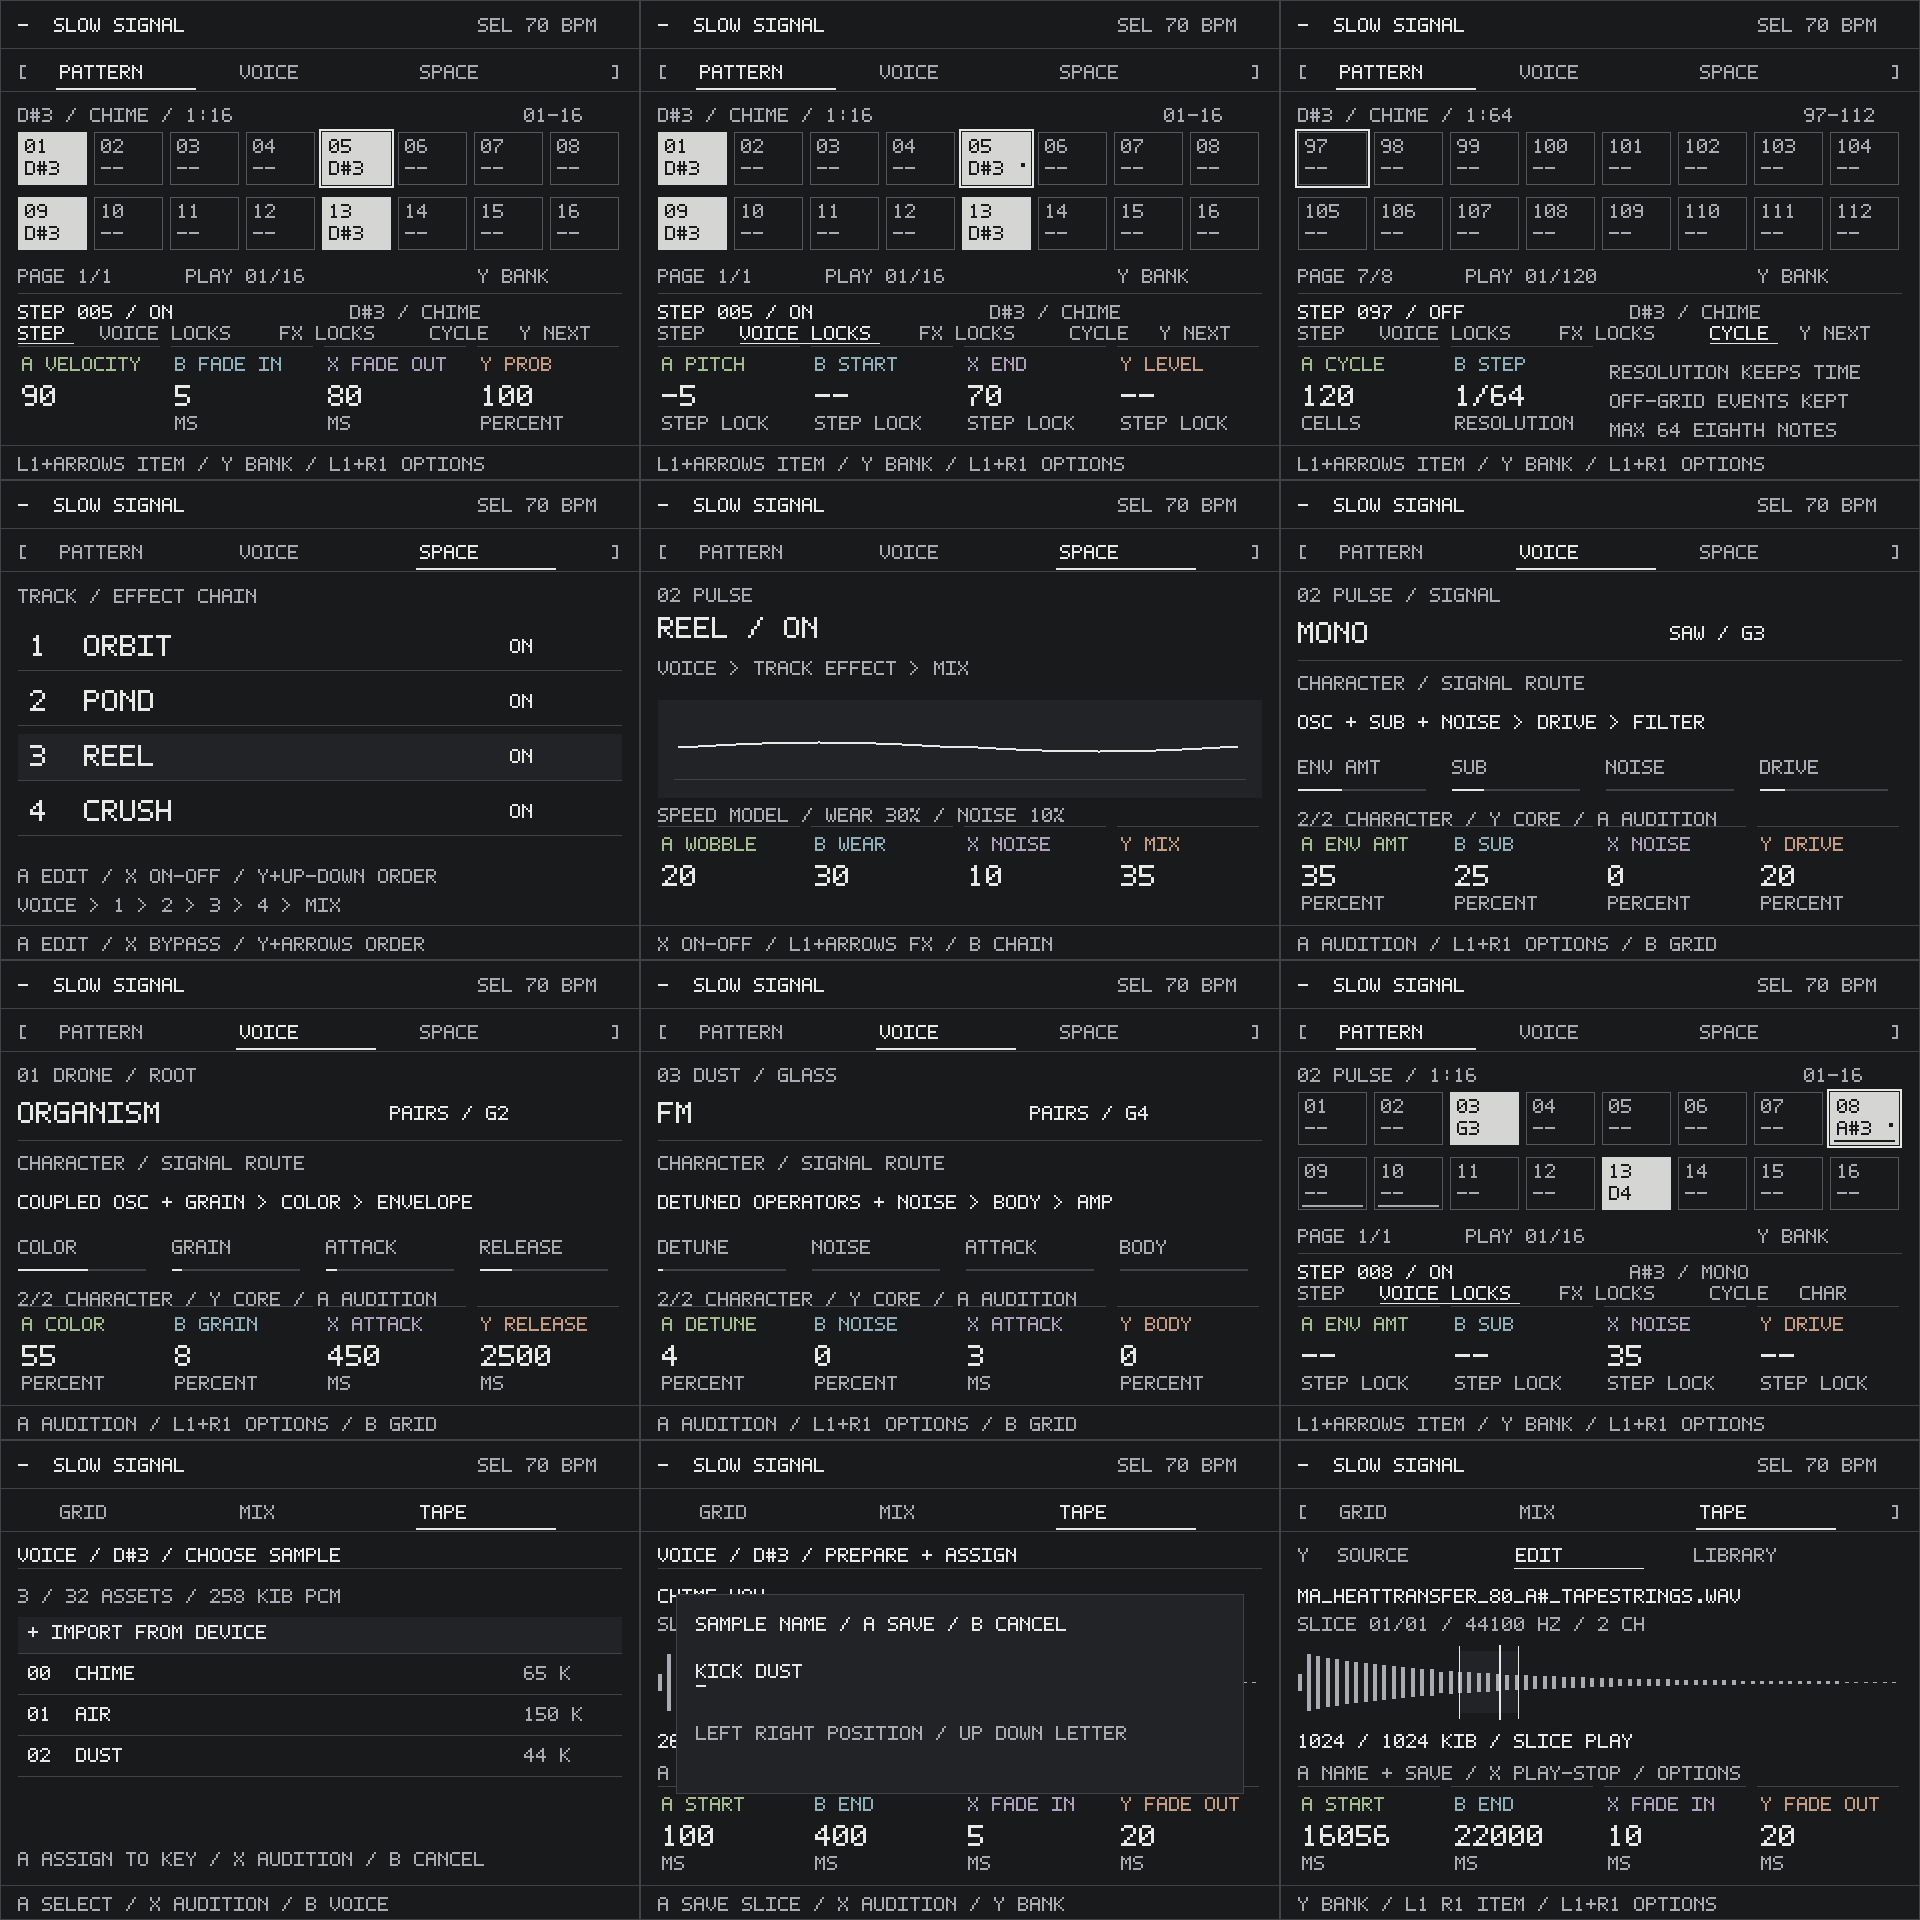 — SLOW SIGNAL SEL 70 BPM
[ PATTERN VOICE SPACE ]
D#3 / CHIME / 1:16 01-16
01 02 03 04 05 06 07 08
D#3 -- -- -- D#3 -- -- --
09 10 11 12 13 14 15 16
D#3 -- -- -- D#3 -- -- --
PAGE 1/1 PLAY 01/16 Y BANK
STEP 005 / ON D#3 / CHIME
STEP VOICE LOCKS FX LOCKS CYCLE Y NEXT
A VELOCITY B FADE IN X FADE OUT Y PROB
90 5 80 100
MS MS PERCENT
L1+ARROWS ITEM / Y BANK / L1+R1 OPTIONS
— SLOW SIGNAL SEL 70 BPM
[ PATTERN VOICE SPACE ]
D#3 / CHIME / 1:16 01-16
01 02 03 04 05 06 07 08
D#3 -- -- -- D#3 -- -- --
09 10 11 12 13 14 15 16
D#3 -- -- -- D#3 -- -- --
PAGE 1/1 PLAY 01/16 Y BANK
STEP 005 / ON D#3 / CHIME
STEP VOICE LOCKS FX LOCKS CYCLE Y NEXT
A PITCH B START X END Y LEVEL
-5 -- 70 --
STEP LOCK STEP LOCK STEP LOCK STEP LOCK
L1+ARROWS ITEM / Y BANK / L1+R1 OPTIONS
— SLOW SIGNAL SEL 70 BPM
[ PATTERN VOICE SPACE ]
D#3 / CHIME / 1:64 97-112
97 98 99 100 101 102 103 104
-- -- -- -- -- -- -- --
105 106 107 108 109 110 111 112
-- -- -- -- -- -- -- --
PAGE 7/8 PLAY 01/120 Y BANK
STEP 097 / OFF D#3 / CHIME
STEP VOICE LOCKS FX LOCKS CYCLE Y NEXT
A CYCLE B STEP RESOLUTION KEEPS TIME
120 1/64 OFF-GRID EVENTS KEPT
CELLS RESOLUTION MAX 64 EIGHTH NOTES
L1+ARROWS ITEM / Y BANK / L1+R1 OPTIONS
— SLOW SIGNAL SEL 70 BPM
[ PATTERN VOICE SPACE ]
TRACK / EFFECT CHAIN
1 ORBIT ON
2 POND ON
3 REEL ON
4 CRUSH ON
A EDIT / X ON-OFF / Y+UP-DOWN ORDER
VOICE > 1 > 2 > 3 > 4 > MIX
A EDIT / X BYPASS / Y+ARROWS ORDER
— SLOW SIGNAL SEL 70 BPM
[ PATTERN VOICE SPACE ]
02 PULSE
REEL / ON
VOICE > TRACK EFFECT > MIX
SPEED MODEL / WEAR 30% / NOISE 10%
A WOBBLE B WEAR X NOISE Y MIX
20 30 10 35
X ON-OFF / L1+ARROWS FX / B CHAIN
— SLOW SIGNAL SEL 70 BPM
[ PATTERN VOICE SPACE ]
02 PULSE / SIGNAL
MONO SAW / G3
CHARACTER / SIGNAL ROUTE
OSC + SUB + NOISE > DRIVE > FILTER
ENV AMT SUB NOISE DRIVE
2/2 CHARACTER / Y CORE / A AUDITION
A ENV AMT B SUB X NOISE Y DRIVE
35 25 0 20
PERCENT PERCENT PERCENT PERCENT
A AUDITION / L1+R1 OPTIONS / B GRID
— SLOW SIGNAL SEL 70 BPM
[ PATTERN VOICE SPACE ]
01 DRONE / ROOT
ORGANISM PAIRS / G2
CHARACTER / SIGNAL ROUTE
COUPLED OSC + GRAIN > COLOR > ENVELOPE
COLOR GRAIN ATTACK RELEASE
2/2 CHARACTER / Y CORE / A AUDITION
A COLOR B GRAIN X ATTACK Y RELEASE
55 8 450 2500
PERCENT PERCENT MS MS
A AUDITION / L1+R1 OPTIONS / B GRID
— SLOW SIGNAL SEL 70 BPM
[ PATTERN VOICE SPACE ]
03 DUST / GLASS
FM PAIRS / G4
CHARACTER / SIGNAL ROUTE
DETUNED OPERATORS + NOISE > BODY > AMP
DETUNE NOISE ATTACK BODY
2/2 CHARACTER / Y CORE / A AUDITION
A DETUNE B NOISE X ATTACK Y BODY
4 0 3 0
PERCENT PERCENT MS PERCENT
A AUDITION / L1+R1 OPTIONS / B GRID
— SLOW SIGNAL SEL 70 BPM
[ PATTERN VOICE SPACE ]
02 PULSE / 1:16 01-16
01 02 03 04 05 06 07 08
-- -- G3 -- -- -- -- A#3
09 10 11 12 13 14 15 16
-- -- -- -- D4 -- -- --
PAGE 1/1 PLAY 01/16 Y BANK
STEP 008 / ON A#3 / MONO
STEP VOICE LOCKS FX LOCKS CYCLE CHAR
A ENV AMT B SUB X NOISE Y DRIVE
-- -- 35 --
STEP LOCK STEP LOCK STEP LOCK STEP LOCK
L1+ARROWS ITEM / Y BANK / L1+R1 OPTIONS
— SLOW SIGNAL SEL 70 BPM
GRID MIX TAPE
VOICE / D#3 / CHOOSE SAMPLE
3 / 32 ASSETS / 258 KIB PCM
+ IMPORT FROM DEVICE
00 CHIME 65 K
01 AIR 150 K
02 DUST 44 K
A ASSIGN TO KEY / X AUDITION / B CANCEL
A SELECT / X AUDITION / B VOICE
— SLOW SIGNAL SEL 70 BPM
GRID MIX TAPE
VOICE / D#3 / PREPARE + ASSIGN
SAMPLE NAME / A SAVE / B CANCEL
KICK DUST
LEFT RIGHT POSITION / UP DOWN LETTER
A START B END X FADE IN Y FADE OUT
100 400 5 20
MS MS MS MS
A SAVE SLICE / X AUDITION / Y BANK
— SLOW SIGNAL SEL 70 BPM
[ GRID MIX TAPE ]
Y SOURCE EDIT LIBRARY
MA_HEATTRANSFER_80_A#_TAPESTRINGS.WAV
SLICE 01/01 / 44100 HZ / 2 CH
1024 / 1024 KIB / SLICE PLAY
A NAME + SAVE / X PLAY-STOP / OPTIONS
A START B END X FADE IN Y FADE OUT
16056 22000 10 20
MS MS MS MS
Y BANK / L1 R1 ITEM / L1+R1 OPTIONS